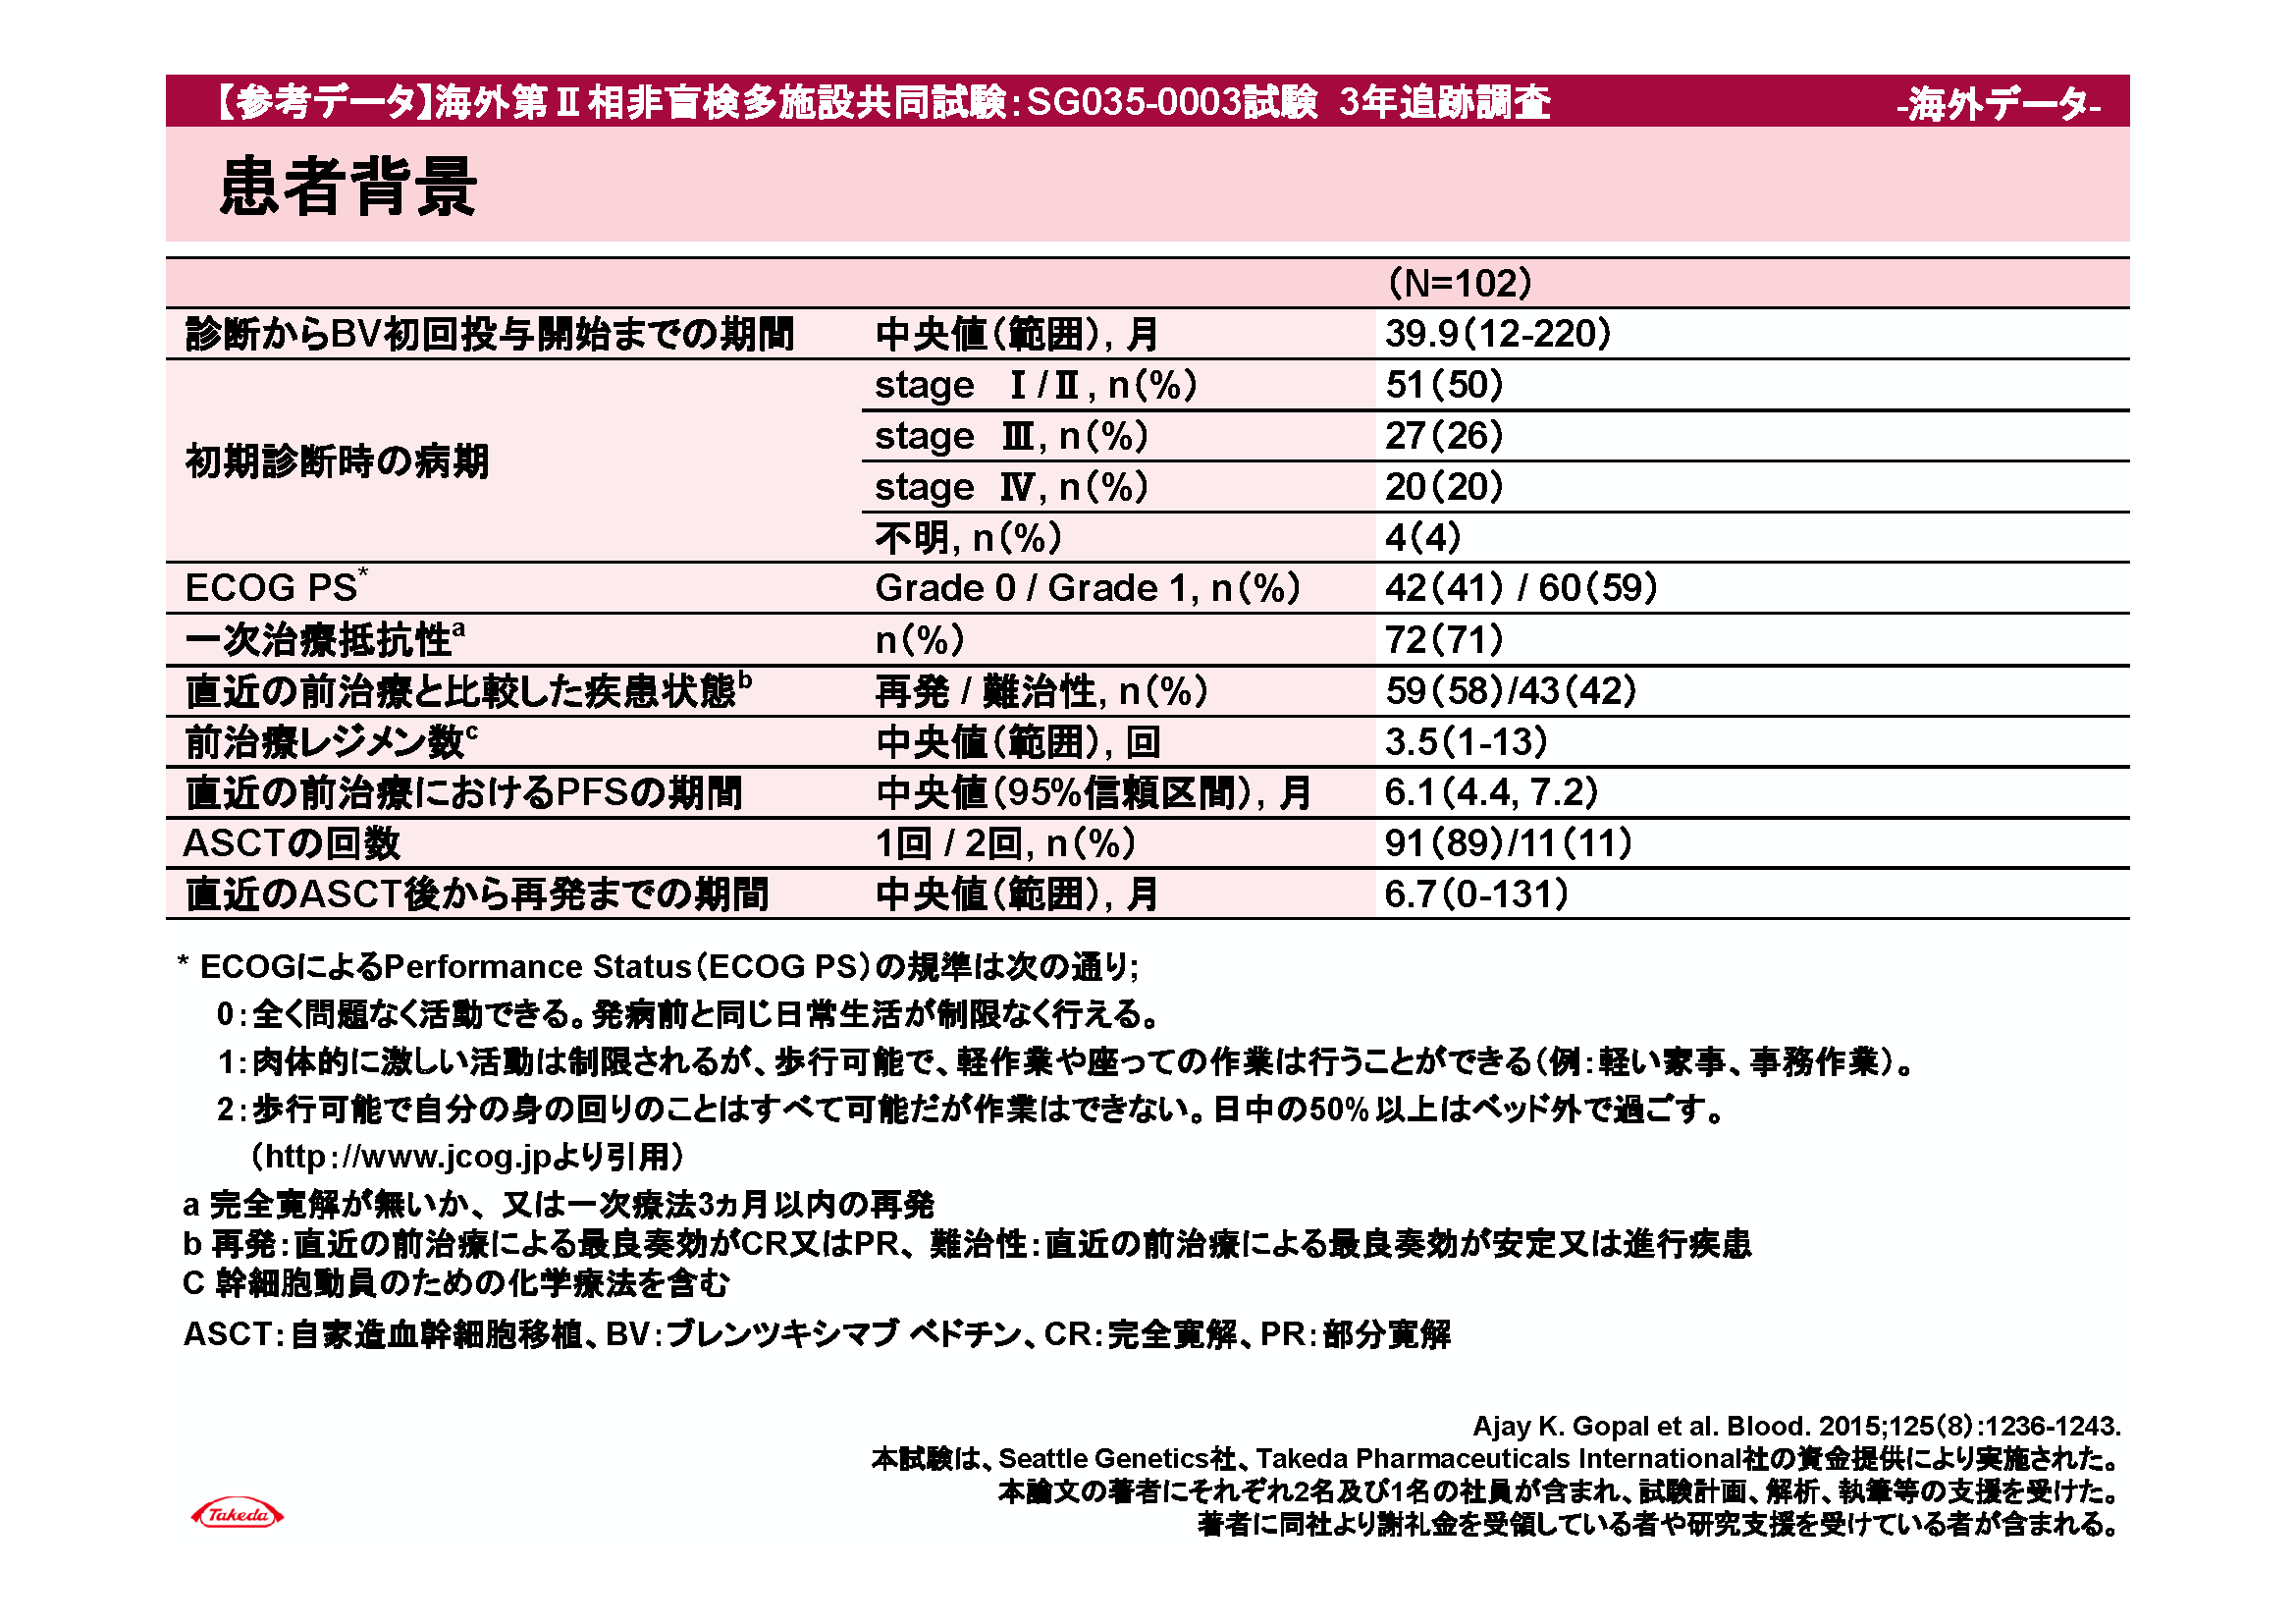 【参考データ】海外第Ⅱ相非盲検多施設共同試験：SG035-0003試験 3年追跡調査 -海外データ-
患者背景
（N=102）
診断からBV初回投与開始までの期間 中央値（範囲）, 月 39.9（12-220）
初期診断時の病期
stage Ⅰ/Ⅱ, n（%） 51（50）
stage Ⅲ, n（%） 27（26）
stage Ⅳ, n（%） 20（20）
不明, n（%） 4（4）
ECOG PS* Grade 0 / Grade 1, n（%） 42（41） / 60（59）
一次治療抵抗性a n（%） 72（71）
直近の前治療と比較した疾患状態b 再発 / 難治性, n（%） 59（58）/43（42）
前治療レジメン数c 中央値（範囲）, 回 3.5（1-13）
直近の前治療におけるPFSの期間 中央値（95%信頼区間）, 月 6.1（4.4, 7.2）
ASCTの回数 1回 / 2回, n（%） 91（89）/11（11）
直近のASCT後から再発までの期間 中央値（範囲）, 月 6.7（0-131）
* ECOGによるPerformance Status（ECOG PS）の規準は次の通り;
0：全く問題なく活動できる。発病前と同じ日常生活が制限なく行える。
1：肉体的に激しい活動は制限されるが、歩行可能で、軽作業や座っての作業は行うことができる（例：軽い家事、事務作業）。
2：歩行可能で自分の身の回りのことはすべて可能だが作業はできない。日中の50%以上はベッド外で過ごす。
（http：//www.jcog.jpより引用）
a 完全寛解が無いか、又は一次療法3ヵ月以内の再発
b 再発：直近の前治療による最良奏効がCR又はPR、難治性：直近の前治療による最良奏効が安定又は進行疾患
C 幹細胞動員のための化学療法を含む
ASCT：自家造血幹細胞移植、BV：ブレンツキシマブ ベドチン、CR：完全寛解、PR：部分寛解
Ajay K. Gopal et al. Blood. 2015;125（8）:1236-1243.
本試験は、Seattle Genetics社、Takeda Pharmaceuticals International社の資金提供により実施された。
本論文の著者にそれぞれ2名及び1名の社員が含まれ、試験計画、解析、執筆等の支援を受けた。
著者に同社より謝礼金を受領している者や研究支援を受けている者が含まれる。
Takeda